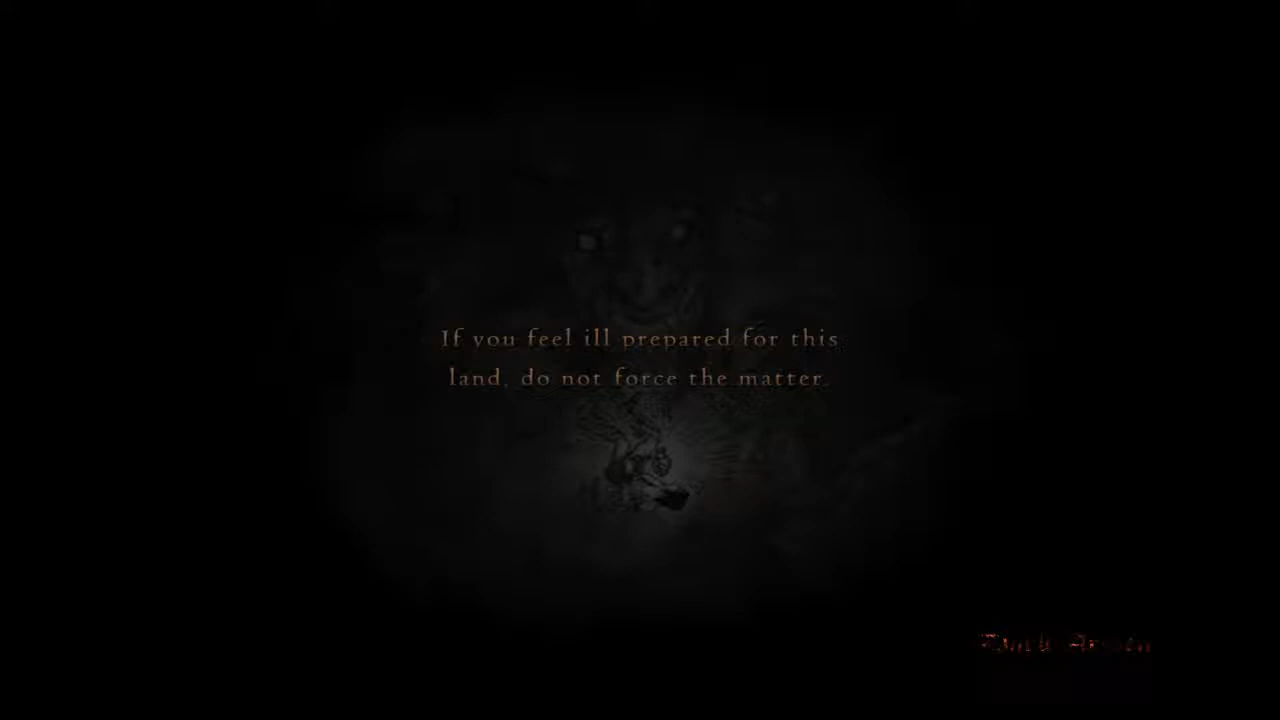 If you feel ill prepared for this
land, do not force the matter.